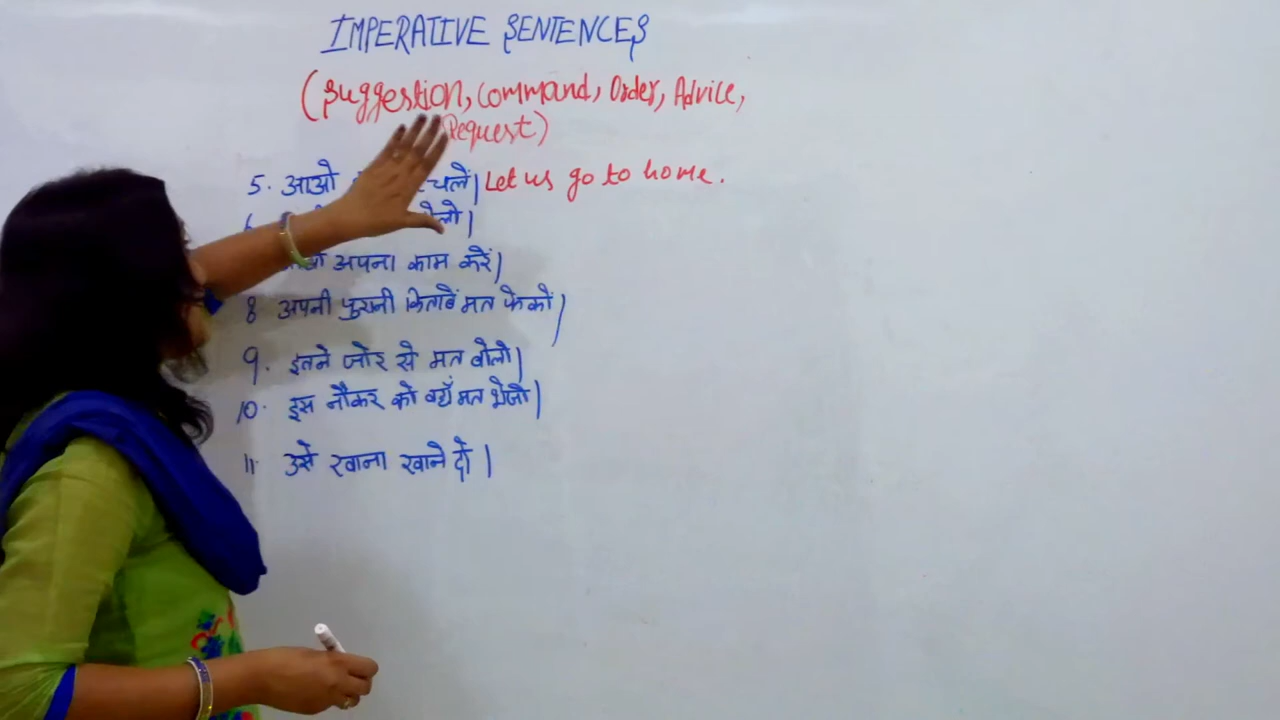 IMPERATIVE SENTENCES
(Suggestion, Command, Order, Advice,
Request)
5. आओ चलें| Let us go to home.
6
अपना काम करें|
8 अपनी पुरानी किताबें मत फेको|
9. इतने जोर से मत बोलो|
10. इस नौकर को वहाँ मत भेजो|
11 उसे खाना खाने दो|